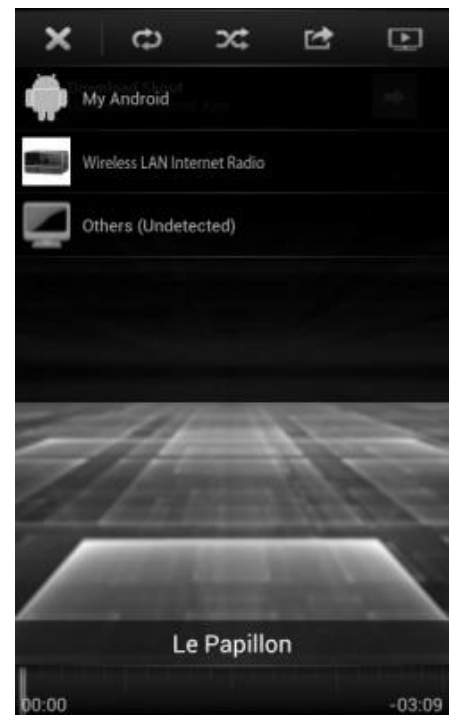 My Android
Wireless LAN Internet Radio
Others (Undetected)
Le Papillon
00:00
-03:09